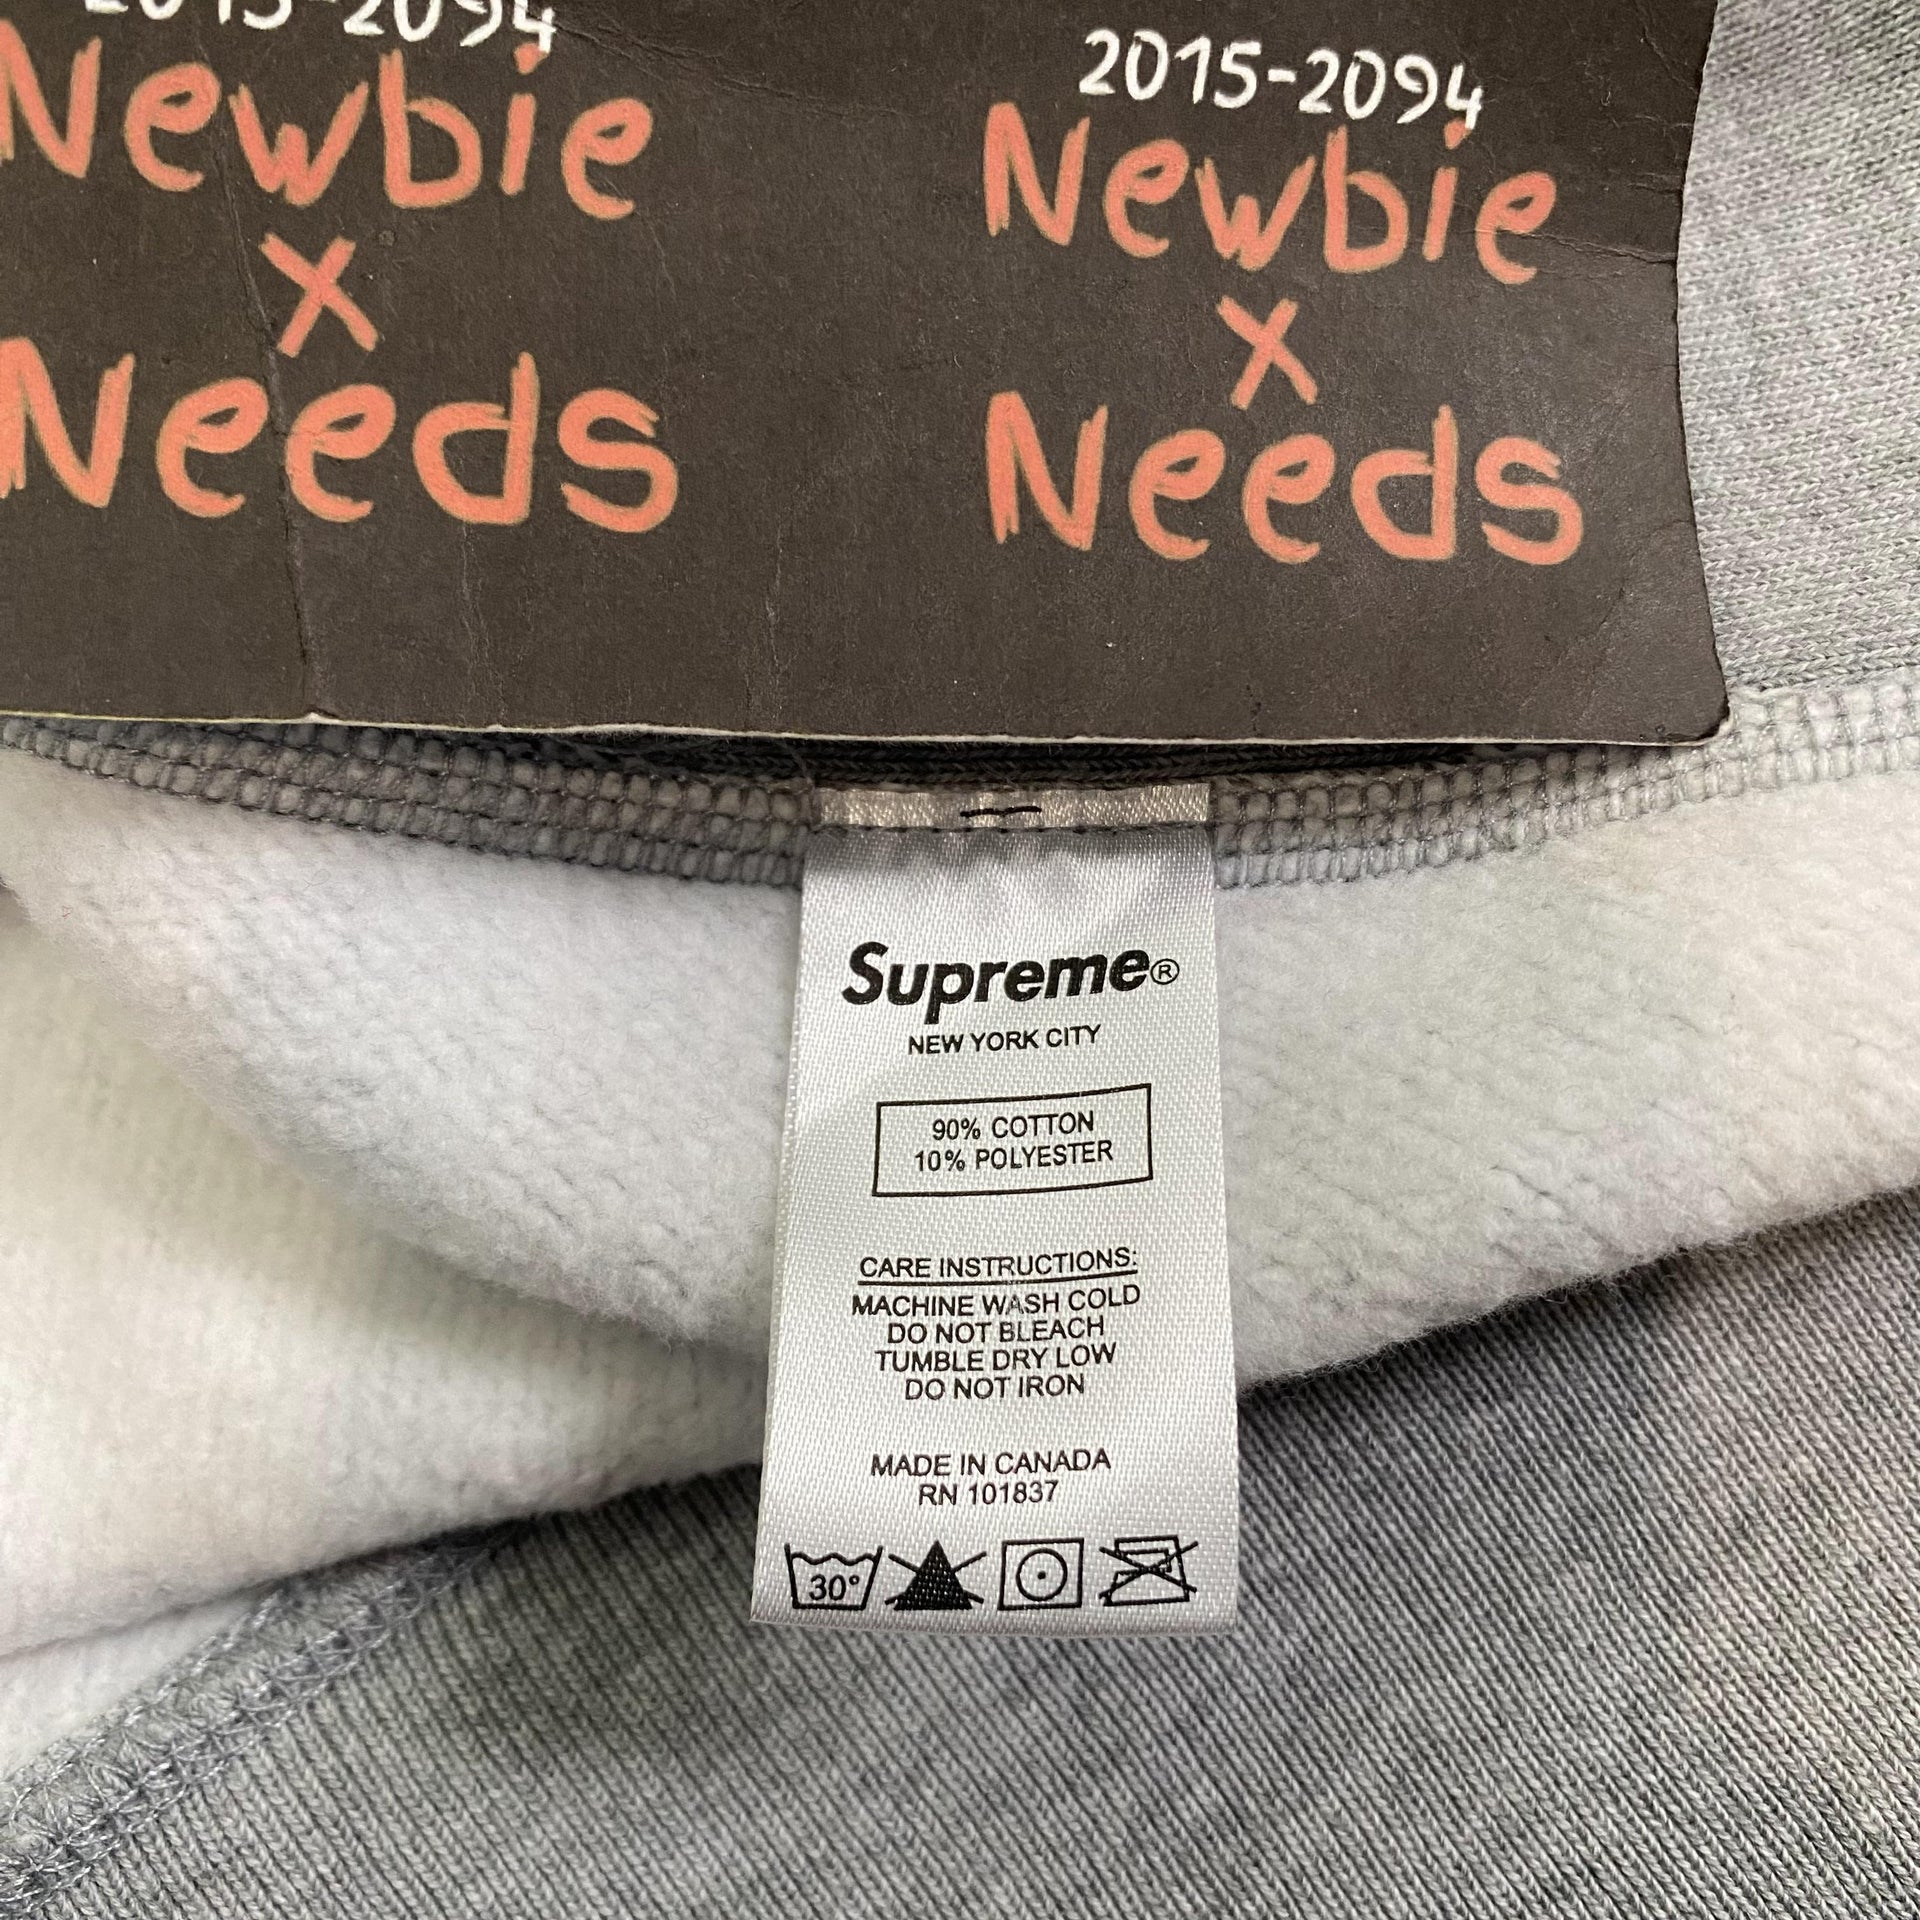 2015-2094
Newbie
x
Needs
2015-2094
Newbie
x
Needs
Supreme®
NEW YORK CITY
90% COTTON
10% POLYESTER
CARE INSTRUCTIONS:
MACHINE WASH COLD
DO NOT BLEACH
TUMBLE DRY LOW
DO NOT IRON
MADE IN CANADA
RN 101837
30°